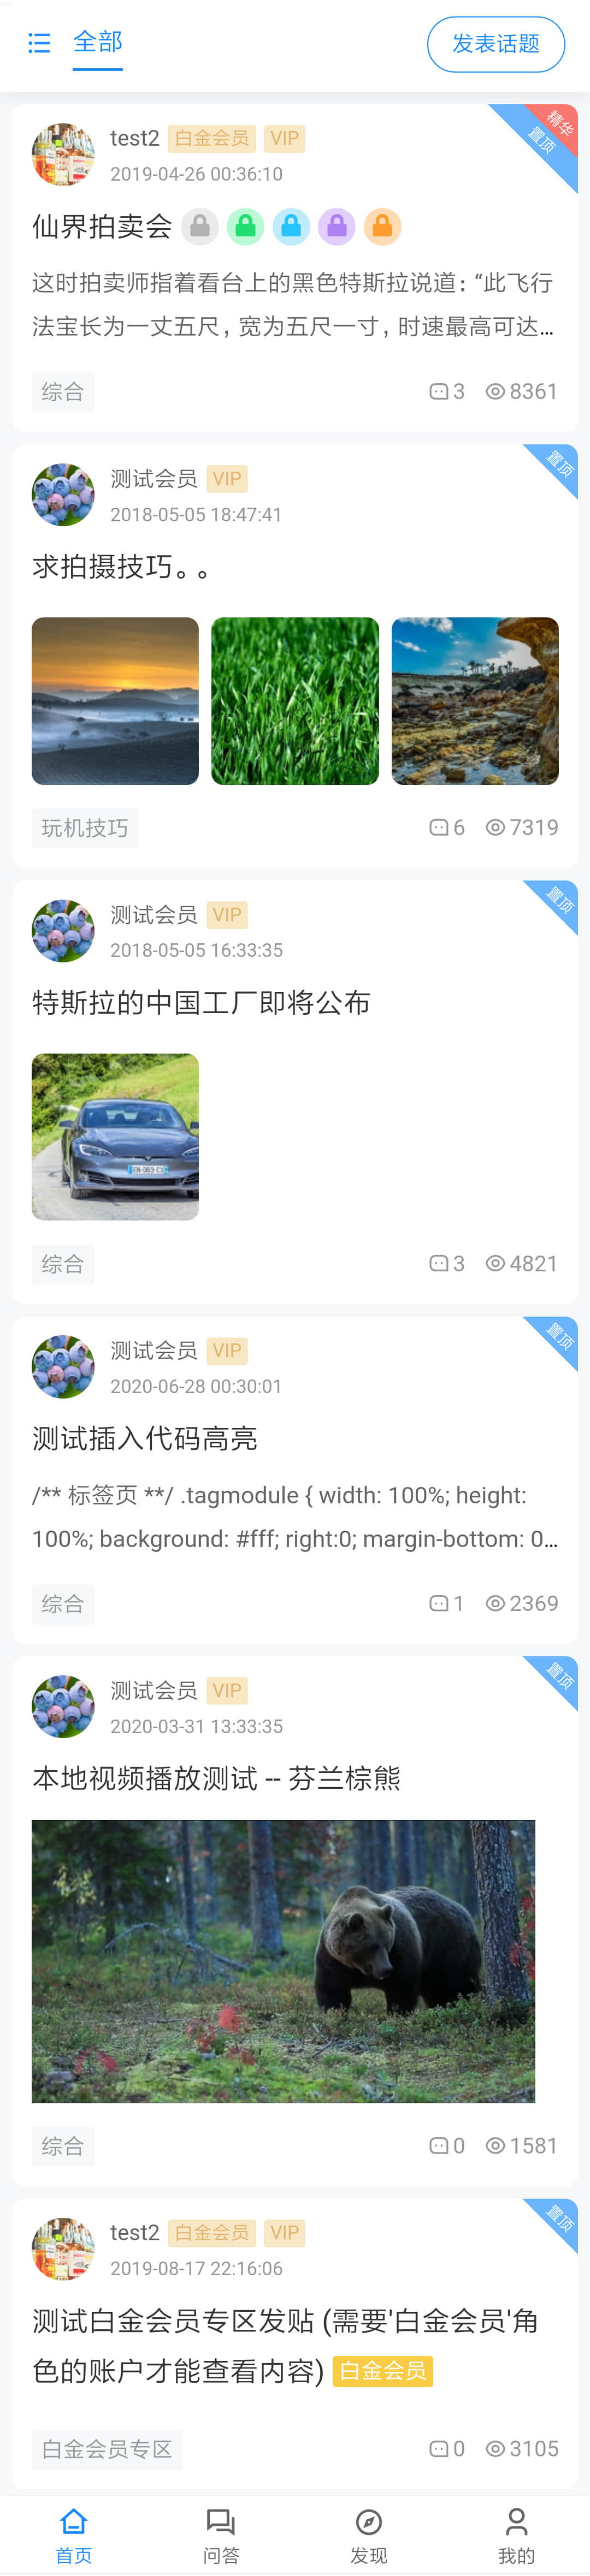 全部
发表话题
test2 白金会员 VIP
精华
置顶
2019-04-26 00:36:10
仙界拍卖会
这时拍卖师指着看台上的黑色特斯拉说道：“此飞行
法宝长为一丈五尺，宽为五尺一寸，时速最高可达...
综合 3 8361
测试会员 VIP
置顶
2018-05-05 18:47:41
求拍摄技巧。。
玩机技巧 6 7319
测试会员 VIP
置顶
2018-05-05 16:33:35
特斯拉的中国工厂即将公布
综合 3 4821
测试会员 VIP
置顶
2020-06-28 00:30:01
测试插入代码高亮
/** 标签页 **/ .tagmodule { width: 100%; height:
100%; background: #fff; right:0; margin-bottom: 0...
综合 1 2369
测试会员 VIP
置顶
2020-03-31 13:33:35
本地视频播放测试 -- 芬兰棕熊
综合 0 1581
test2 白金会员 VIP
置顶
2019-08-17 22:16:06
测试白金会员专区发贴 (需要'白金会员'角
色的账户才能查看内容) 白金会员
白金会员专区 0 3105
首页 问答 发现 我的